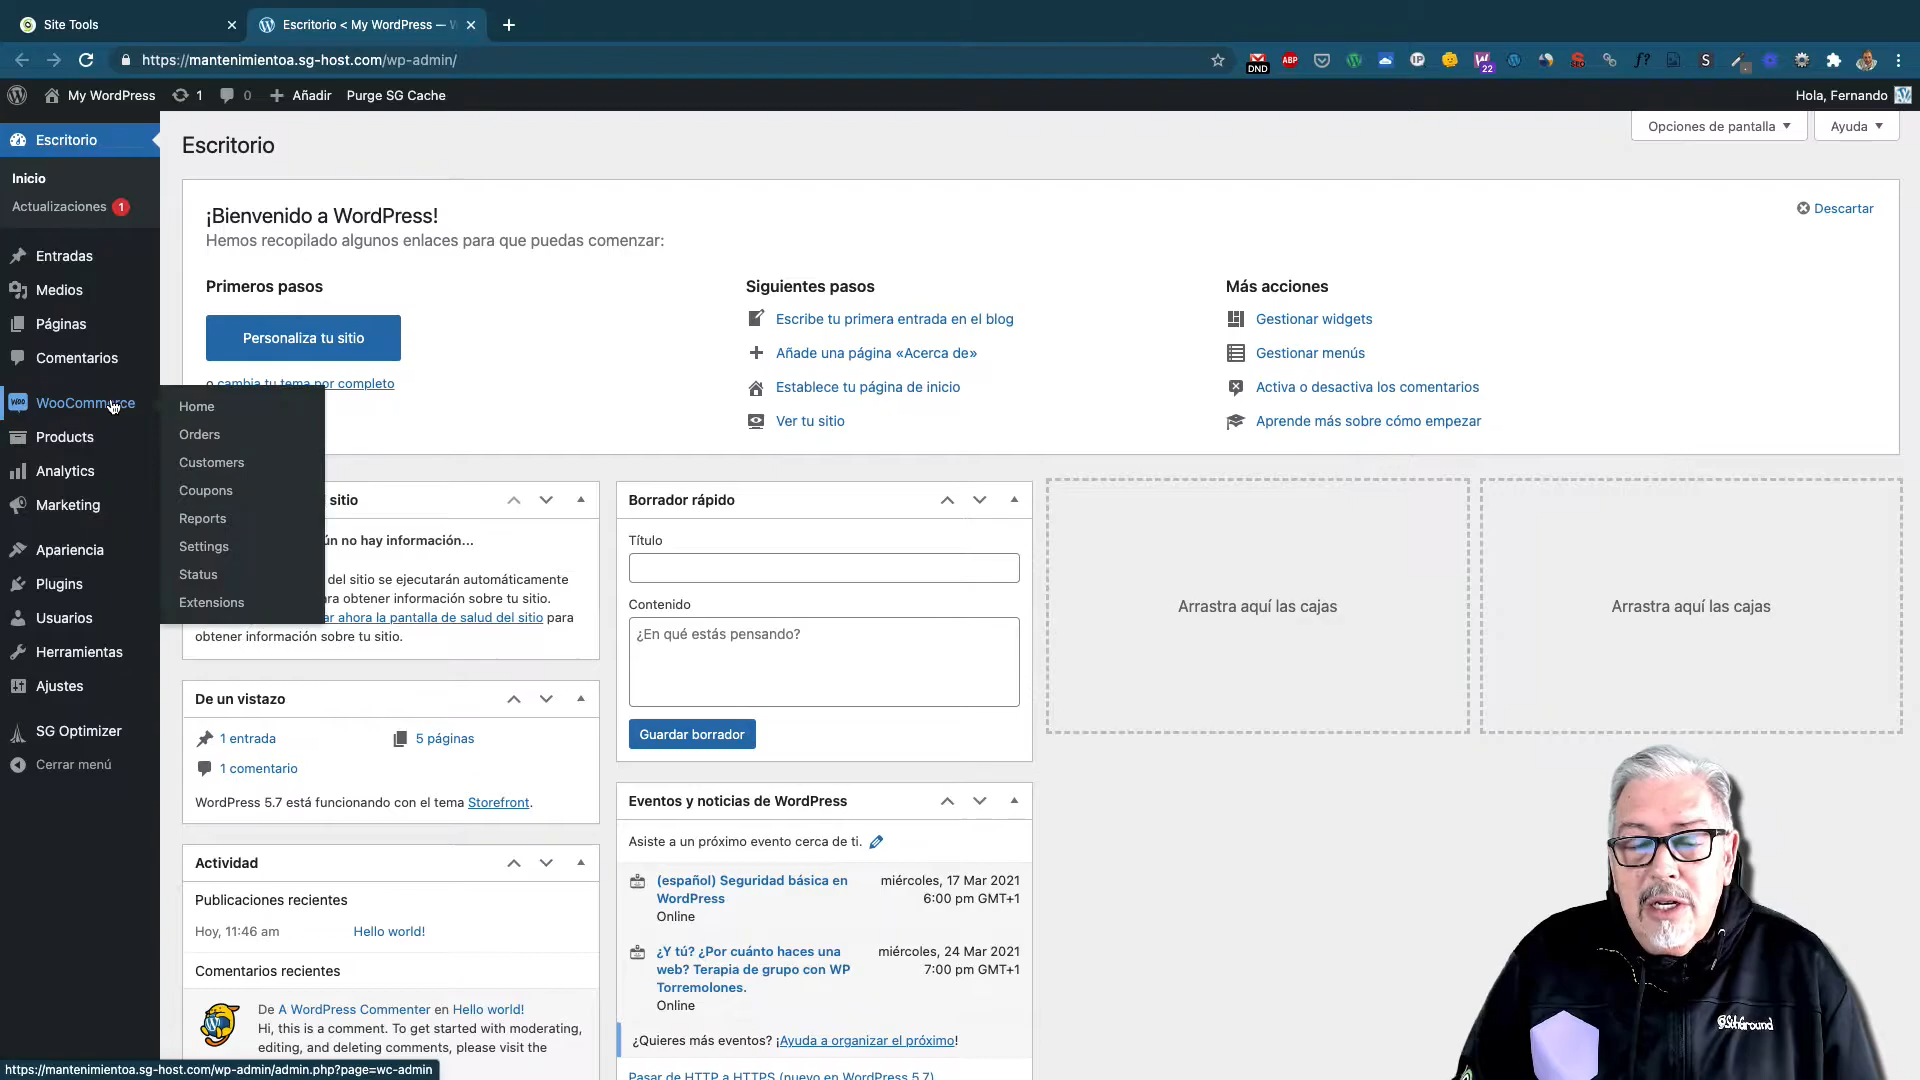 Site Tools
Escritorio < My WordPress — W
https://mantenimientoa.sg-host.com/wp-admin/
DND
ABP
22
My WordPress
1
0
Añadir
Purge SG Cache
Hola, Fernando
Escritorio
Inicio
Actualizaciones 1
Entradas
Medios
Páginas
Comentarios
WooCommerce
Products
Analytics
Marketing
Apariencia
Plugins
Usuarios
Herramientas
Ajustes
SG Optimizer
Cerrar menú
Home
Orders
Customers
Coupons
Reports
Settings
Status
Extensions
Escritorio
Opciones de pantalla
Ayuda
¡Bienvenido a WordPress!
Hemos recopilado algunos enlaces para que puedas comenzar:
Descartar
Primeros pasos
Personaliza tu sitio
o cambia tu tema por completo
Siguientes pasos
Escribe tu primera entrada en el blog
Añade una página «Acerca de»
Establece tu página de inicio
Ver tu sitio
Más acciones
Gestionar widgets
Gestionar menús
Activa o desactiva los comentarios
Aprende más sobre cómo empezar
sitio
ún no hay información...
del sitio se ejecutarán automáticamente
ra obtener información sobre tu sitio.
ar ahora la pantalla de salud del sitio para
obtener información sobre tu sitio.
De un vistazo
1 entrada
5 páginas
1 comentario
WordPress 5.7 está funcionando con el tema Storefront.
Actividad
Publicaciones recientes
Hoy, 11:46 am
Hello world!
Comentarios recientes
De A WordPress Commenter en Hello world!
Hi, this is a comment. To get started with moderating,
editing, and deleting comments, please visit the
Borrador rápido
Título
Contenido
¿En qué estás pensando?
Guardar borrador
Eventos y noticias de WordPress
Asiste a un próximo evento cerca de ti.
(español) Seguridad básica en
WordPress
Online
miércoles, 17 Mar 2021
6:00 pm GMT+1
¿Y tú? ¿Por cuánto haces una
web? Terapia de grupo con WP
Torremolones.
Online
miércoles, 24 Mar 2021
7:00 pm GMT+1
¿Quieres más eventos? ¡Ayuda a organizar el próximo!
Pasar de HTTP a HTTPS (nuevo en WordPress 5.7)
Arrastra aquí las cajas
Arrastra aquí las cajas
SiteGround
https://mantenimientoa.sg-host.com/wp-admin/admin.php?page=wc-admin